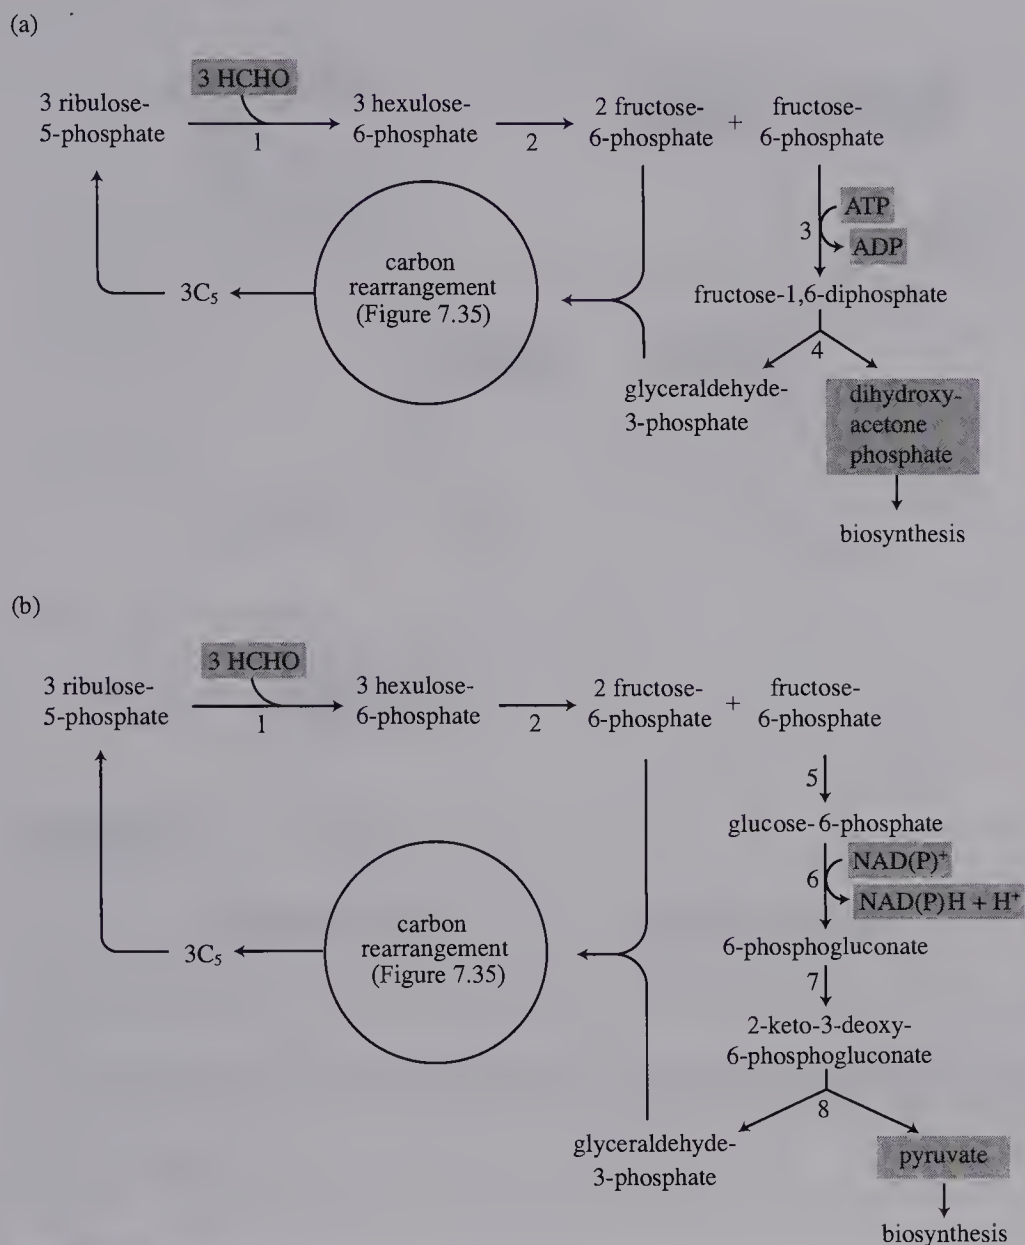 (a)
3 HCHO
3 ribulose-
5-phosphate
1
3 hexulose-
6-phosphate
2
2 fructose-
6-phosphate
+
fructose-
6-phosphate
3
ATP
ADP
fructose-1,6-diphosphate
4
glyceraldehyde-
3-phosphate
dihydroxy-
acetone
phosphate
biosynthesis
carbon
rearrangement
(Figure 7.35)
3C₅
(b)
3 HCHO
3 ribulose-
5-phosphate
1
3 hexulose-
6-phosphate
2
2 fructose-
6-phosphate
+
fructose-
6-phosphate
5
glucose-6-phosphate
6
NAD(P)⁺
NAD(P)H + H⁺
6-phosphogluconate
7
2-keto-3-deoxy-
6-phosphogluconate
8
glyceraldehyde-
3-phosphate
pyruvate
biosynthesis
carbon
rearrangement
(Figure 7.35)
3C₅